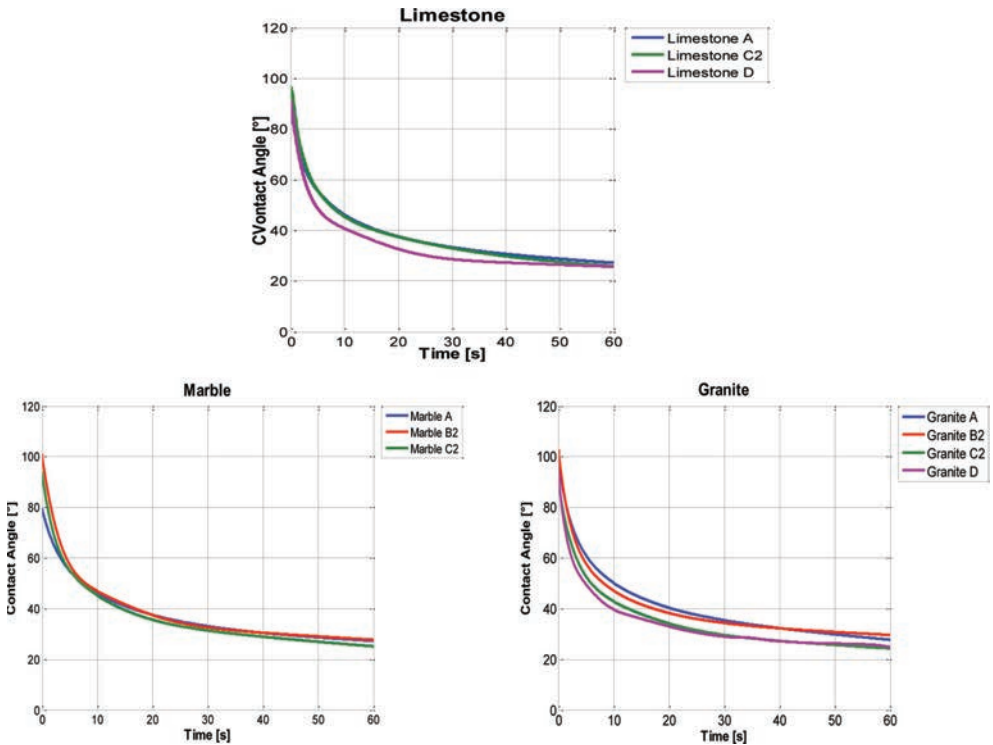 Limestone
Limestone A
Limestone C2
Limestone D
120
100
80
60
40
20
0
CVontact Angle [°]
0 10 20 30 40 50 60
Time [s]
Marble
Marble A
Marble B2
Marble C2
120
100
80
60
40
20
0
Contact Angle [°]
0 10 20 30 40 50 60
Time [s]
Granite
Granite A
Granite B2
Granite C2
Granite D
120
100
80
60
40
20
0
Contact Angle [°]
0 10 20 30 40 50 60
Time [s]